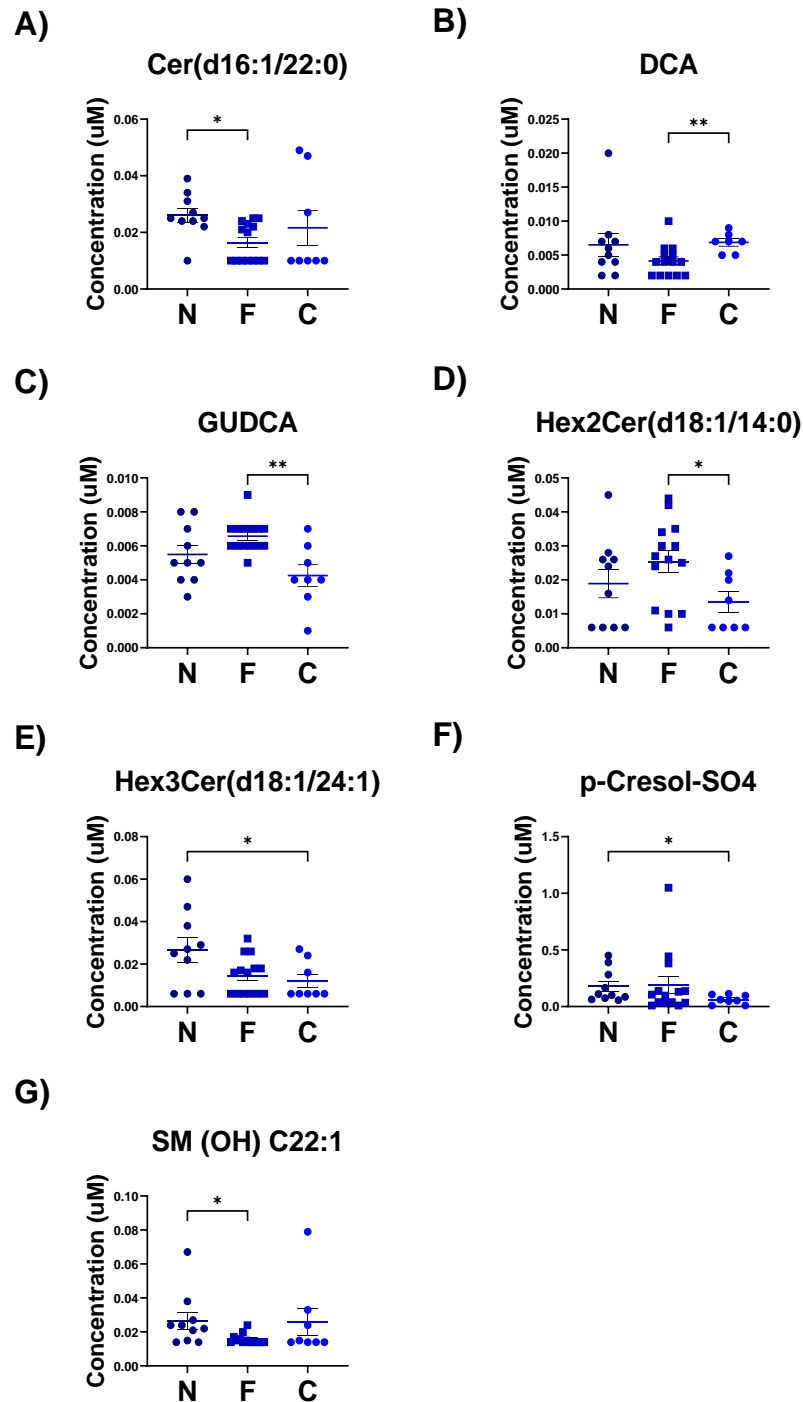 A)
Cer(d16:1/22:0)
Concentration (uM)
0.06
0.04
0.02
0.00
*
N F C
B)
DCA
Concentration (uM)
0.025
0.020
0.015
0.010
0.005
0.000
**
N F C
C)
GUDCA
Concentration (uM)
0.010
0.008
0.006
0.004
0.002
0.000
**
N F C
D)
Hex2Cer(d18:1/14:0)
Concentration (uM)
0.05
0.04
0.03
0.02
0.01
0.00
*
N F C
E)
Hex3Cer(d18:1/24:1)
Concentration (uM)
0.08
0.06
0.04
0.02
0.00
*
N F C
F)
p-Cresol-SO4
Concentration (uM)
1.5
1.0
0.5
0.0
*
N F C
G)
SM (OH) C22:1
Concentration (uM)
0.10
0.08
0.06
0.04
0.02
0.00
*
N F C